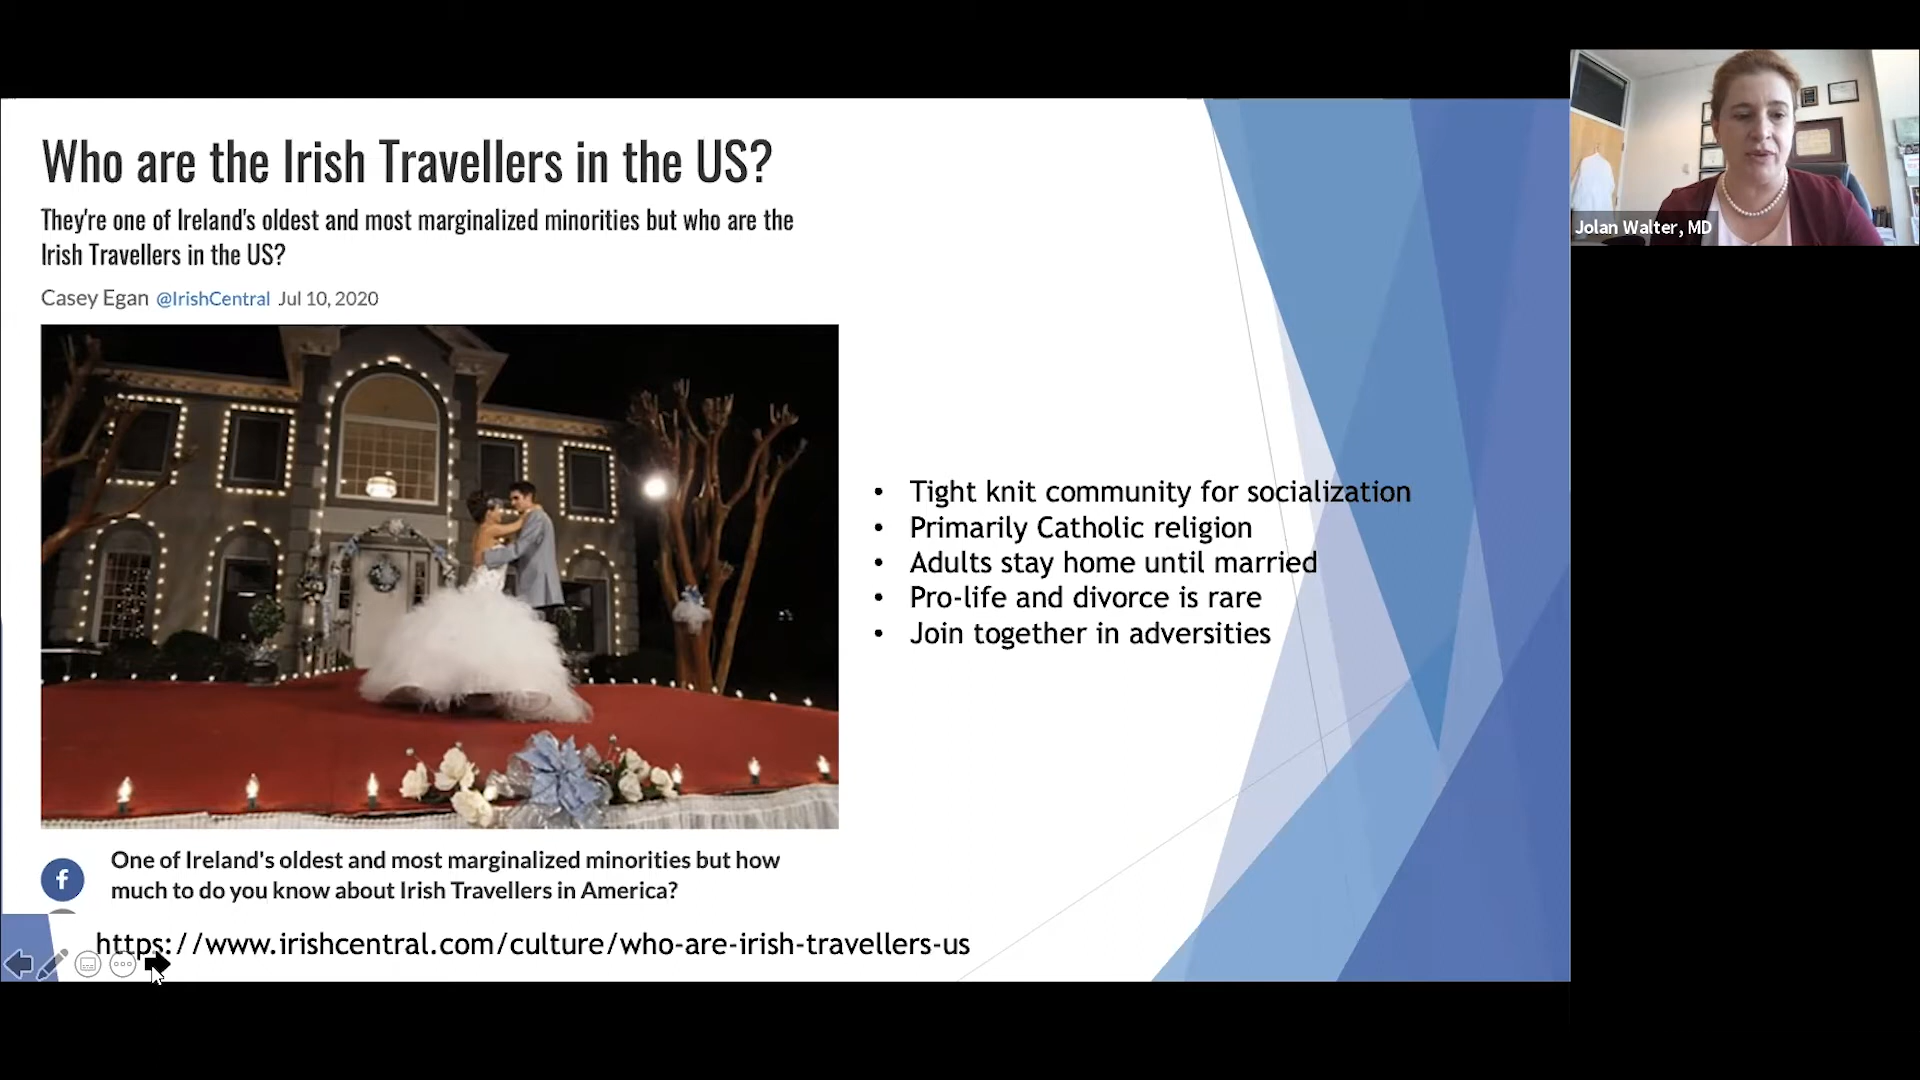 Who are the Irish Travellers in the US?
They're one of Ireland's oldest and most marginalized minorities but who are the
Irish Travellers in the US?
Casey Egan @IrishCentral Jul 10, 2020
• Tight knit community for socialization
• Primarily Catholic religion
• Adults stay home until married
• Pro-life and divorce is rare
• Join together in adversities
f
One of Ireland's oldest and most marginalized minorities but how
much to do you know about Irish Travellers in America?
https://www.irishcentral.com/culture/who-are-irish-travellers-us
Jolan Walter, MD